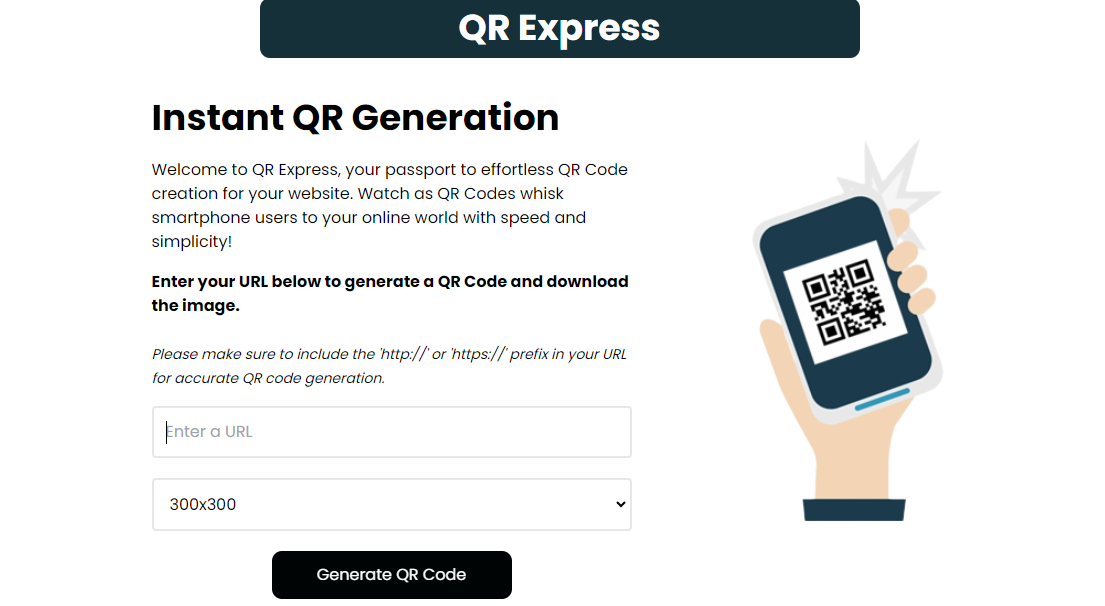 QR Express
Instant QR Generation
Welcome to QR Express, your passport to effortless QR Code
creation for your website. Watch as QR Codes whisk
smartphone users to your online world with speed and
simplicity!
Enter your URL below to generate a QR Code and download
the image.
Please make sure to include the 'http://' or 'https://' prefix in your URL
for accurate QR code generation.
Enter a URL
300x300
Generate QR Code